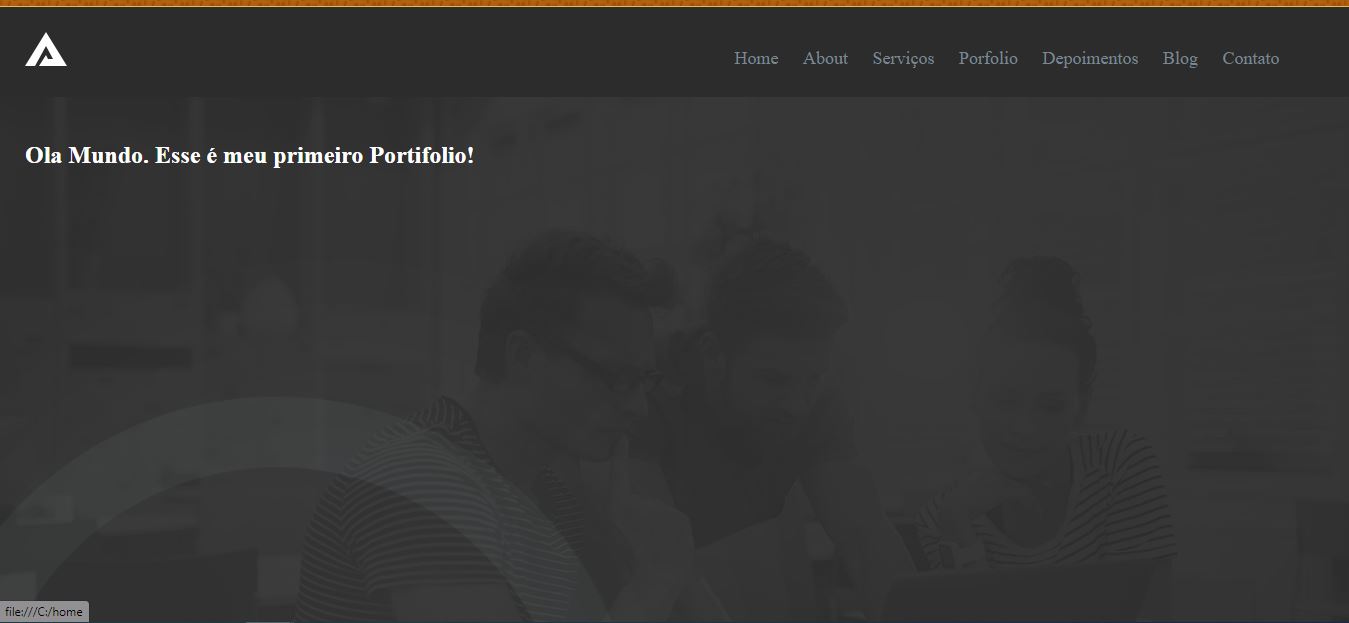 Home About Serviços Porfolio Depoimentos Blog Contato
Ola Mundo. Esse é meu primeiro Portifolio!
file:///C:/home